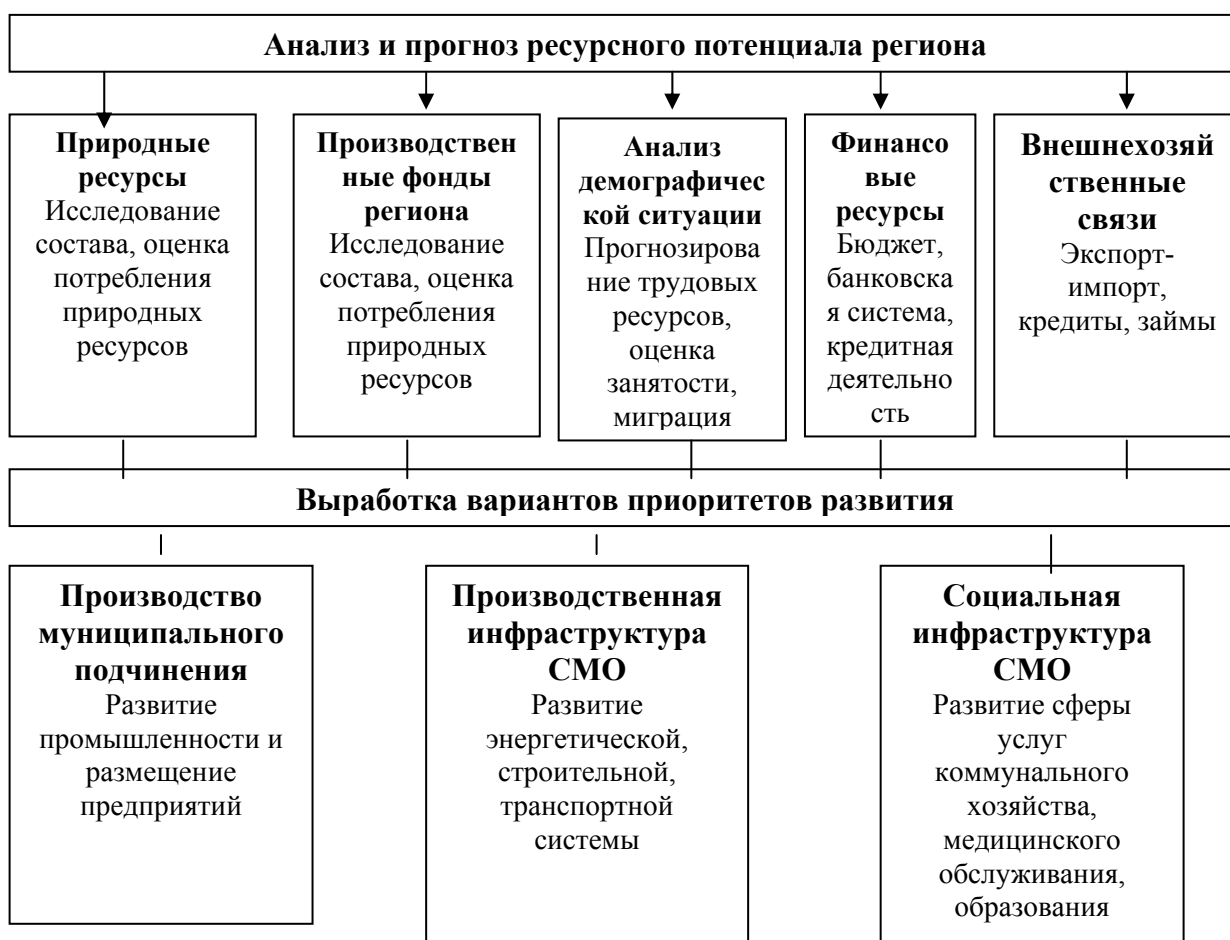 Анализ и прогноз ресурсного потенциала региона
Природные
ресурсы
Исследование
состава, оценка
потребления
природных
ресурсов
Производствен
ные фонды
региона
Исследование
состава, оценка
потребления
природных
ресурсов
Анализ
демографичес
кой ситуации
Прогнозирова
ние трудовых
ресурсов,
оценка
занятости,
миграция
Финансо
вые
ресурсы
Бюджет,
банковска
я система,
кредитная
деятельно
сть
Внешнехозяй
ственные
связи
Экспорт-
импорт,
кредиты, займы
Выработка вариантов приоритетов развития
Производство
муниципального
подчинения
Развитие
промышленности и
размещение
предприятий
Производственная
инфраструктура
СМО
Развитие
энергетической,
строительной,
транспортной
системы
Социальная
инфраструктура
СМО
Развитие сферы
услуг
коммунального
хозяйства,
медицинского
обслуживания,
образования